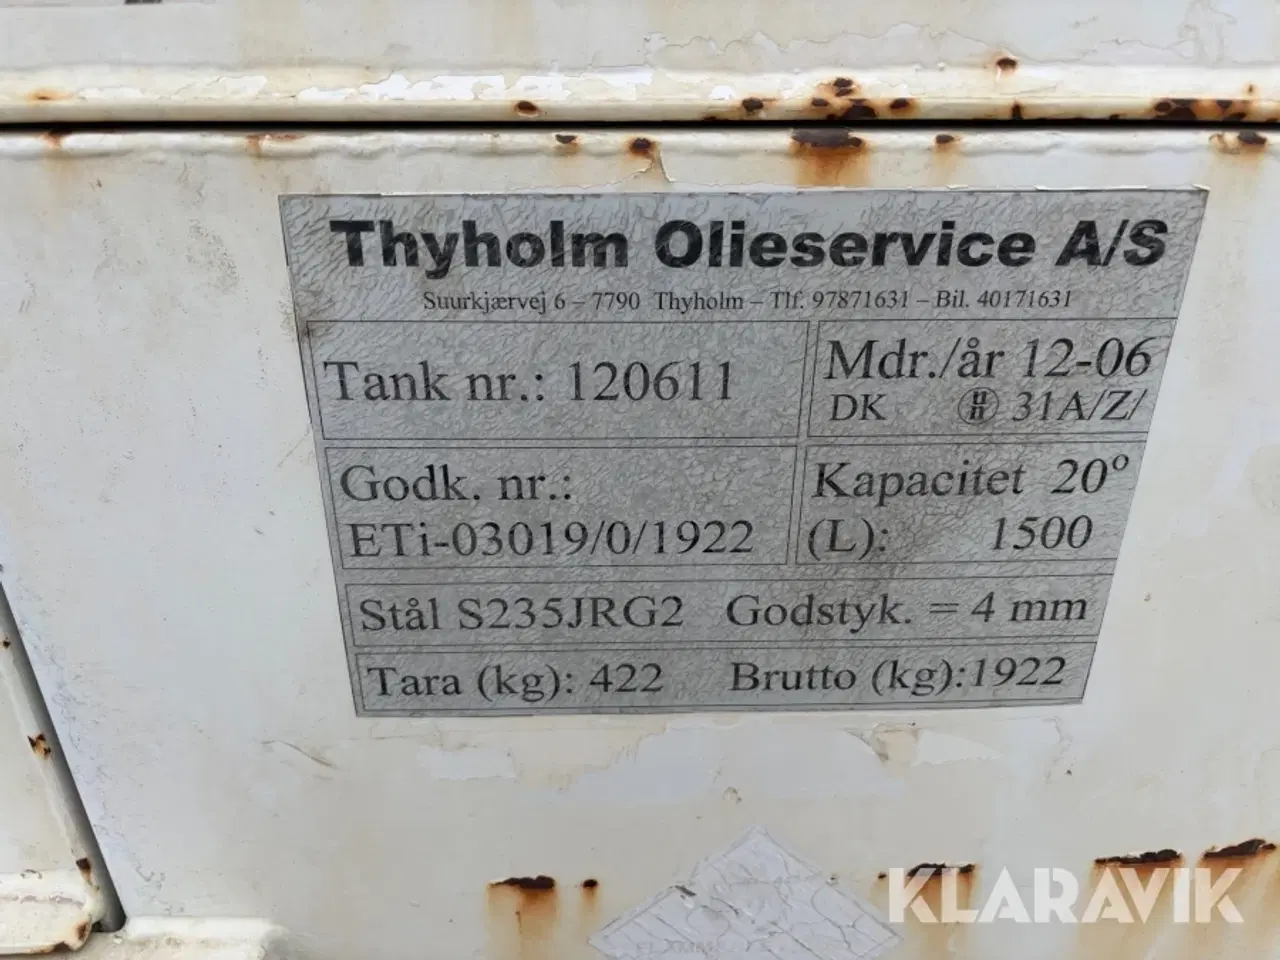 Thyholm Olieservice A/S
Suurkjærvej 6 – 7790 Thyholm – Tlf. 97871631 – Bil. 40171631
Tank nr.: 120611
Mdr./år 12-06
DK 31A/Z/
Godk. nr.:
ETi-03019/0/1922
Kapacitet 20°
(L): 1500
Stål S235JRG2 Godstyk. = 4 mm
Tara (kg): 422 Brutto (kg):1922
KLARAVIK